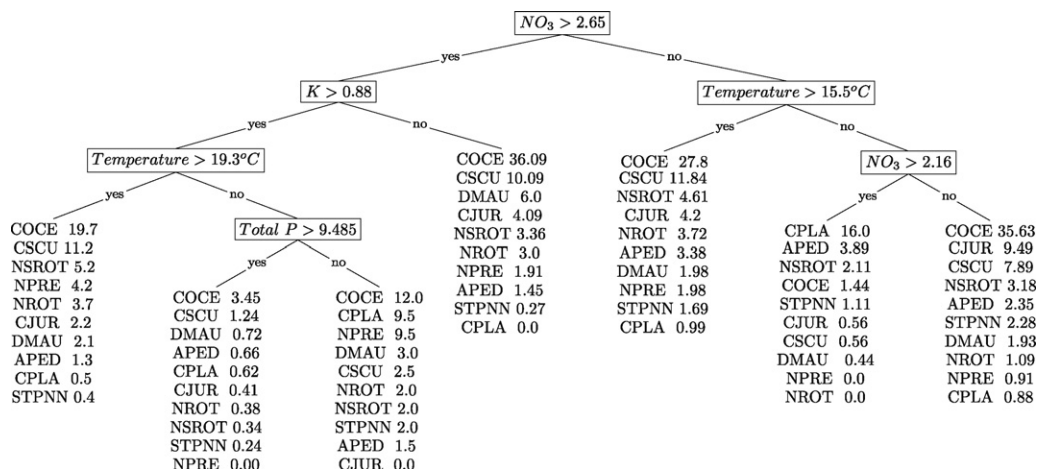 NO₃ > 2.65
yes
no
K > 0.88
Temperature > 15.5°C
yes
no
yes
no
Temperature > 19.3°C
NO₃ > 2.16
yes
no
yes
no
COCE 19.7
CSCU 11.2
NSROT 5.2
NPRE 4.2
NROT 3.7
CJUR 2.2
DMAU 2.1
APED 1.3
CPLA 0.5
STPNN 0.4
Total P > 9.485
yes
no
COCE 3.45
CSCU 1.24
DMAU 0.72
APED 0.66
CPLA 0.62
CJUR 0.41
NROT 0.38
NSROT 0.34
STPNN 0.24
NPRE 0.00
COCE 12.0
CPLA 9.5
NPRE 9.5
DMAU 3.0
CSCU 2.5
NROT 2.0
NSROT 2.0
STPNN 2.0
APED 1.5
CJUR 0.0
COCE 36.09
CSCU 10.09
DMAU 6.0
CJUR 4.09
NSROT 3.36
NROT 3.0
NPRE 1.91
APED 1.45
STPNN 0.27
CPLA 0.0
COCE 27.8
CSCU 11.84
NSROT 4.61
CJUR 4.2
NROT 3.72
APED 3.38
DMAU 1.98
NPRE 1.98
STPNN 1.69
CPLA 0.99
CPLA 16.0
APED 3.89
NSROT 2.11
COCE 1.44
STPNN 1.11
CJUR 0.56
CSCU 0.56
DMAU 0.44
NPRE 0.0
NROT 0.0
COCE 35.63
CJUR 9.49
CSCU 7.89
NSROT 3.18
APED 2.35
STPNN 2.28
DMAU 1.93
NROT 1.09
NPRE 0.91
CPLA 0.88